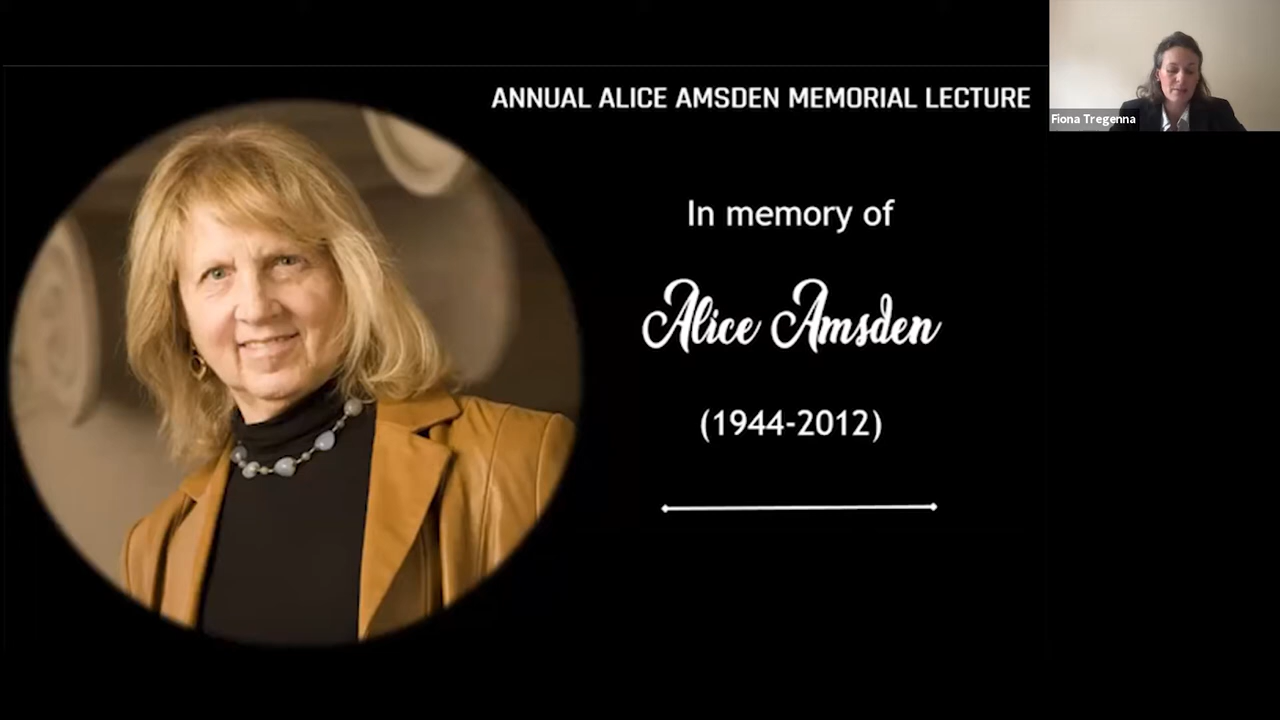 ANNUAL ALICE AMSDEN MEMORIAL LECTURE
Fiona Tregenna
In memory of
Alice Amsden
(1944-2012)